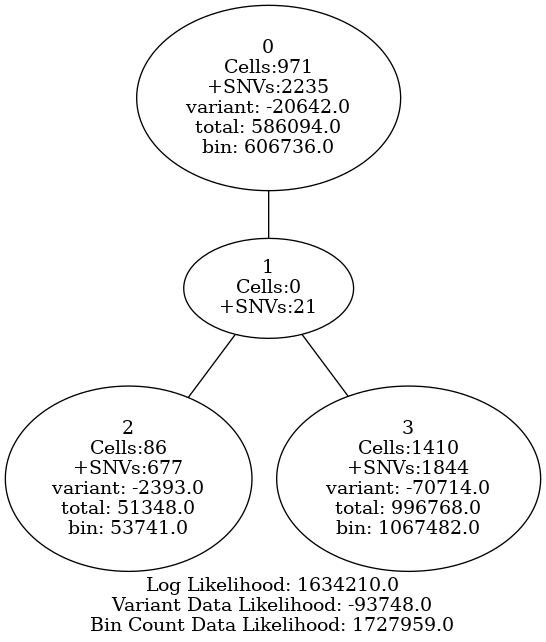 0
Cells:971
+SNVs:2235
variant: -20642.0
total: 586094.0
bin: 606736.0
1
Cells:0
+SNVs:21
2
Cells:86
+SNVs:677
variant: -2393.0
total: 51348.0
bin: 53741.0
3
Cells:1410
+SNVs:1844
variant: -70714.0
total: 996768.0
bin: 1067482.0
Log Likelihood: 1634210.0
Variant Data Likelihood: -93748.0
Bin Count Data Likelihood: 1727959.0